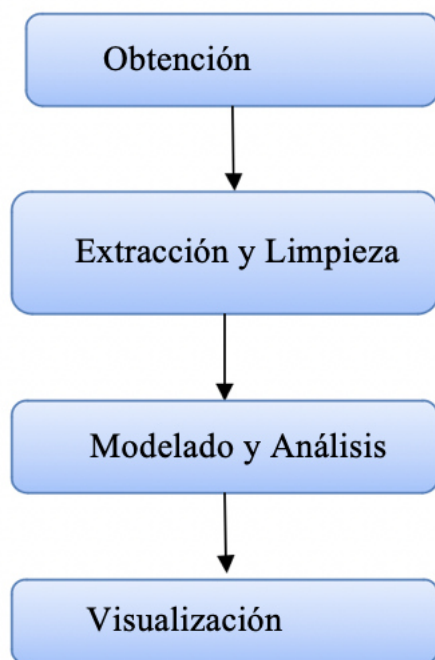 Obtención
Extracción y Limpieza
Modelado y Análisis
Visualización